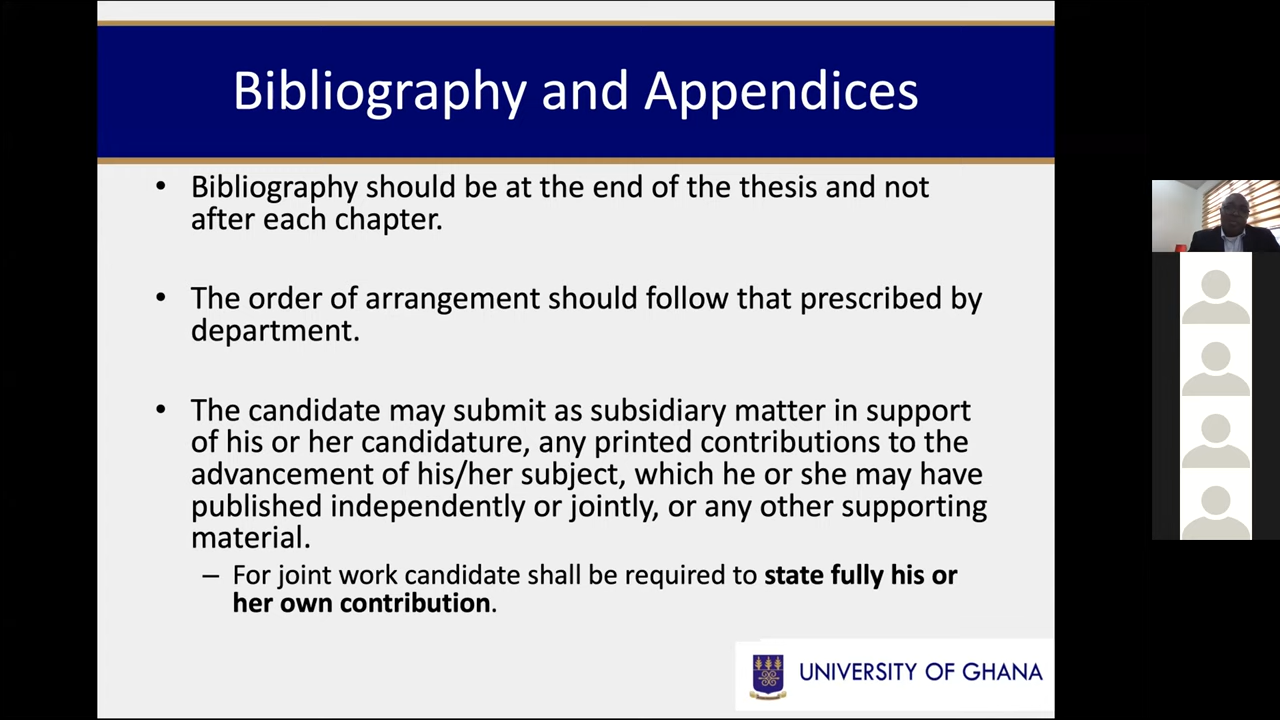 Bibliography and Appendices
• Bibliography should be at the end of the thesis and not
after each chapter.
• The order of arrangement should follow that prescribed by
department.
• The candidate may submit as subsidiary matter in support
of his or her candidature, any printed contributions to the
advancement of his/her subject, which he or she may have
published independently or jointly, or any other supporting
material.
– For joint work candidate shall be required to state fully his or
her own contribution.
UNIVERSITY OF GHANA